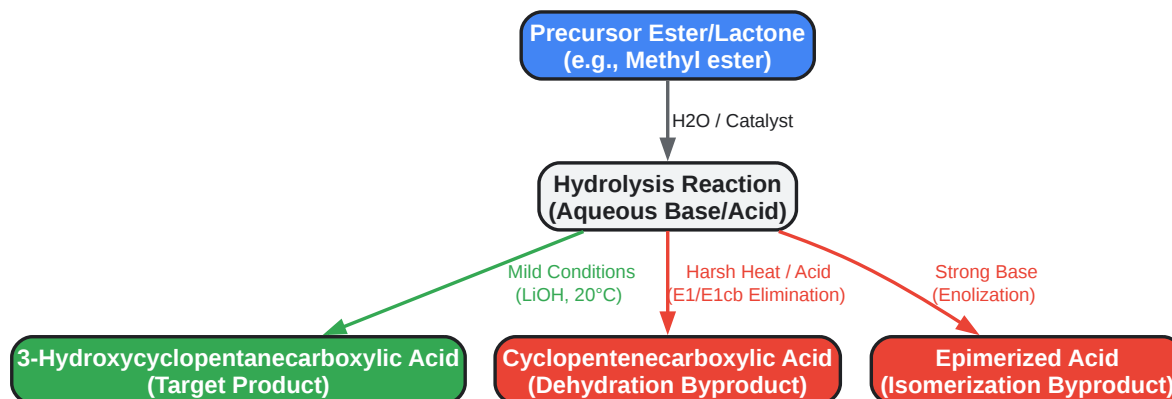 Precursor Ester/Lactone
(e.g., Methyl ester)
H2O / Catalyst
Hydrolysis Reaction
(Aqueous Base/Acid)
Mild Conditions
(LiOH, 20°C)
Harsh Heat / Acid
(E1/E1cb Elimination)
Strong Base
(Enolization)
3-Hydroxycyclopentanecarboxylic Acid
(Target Product)
Cyclopentenecarboxylic Acid
(Dehydration Byproduct)
Epimerized Acid
(Isomerization Byproduct)